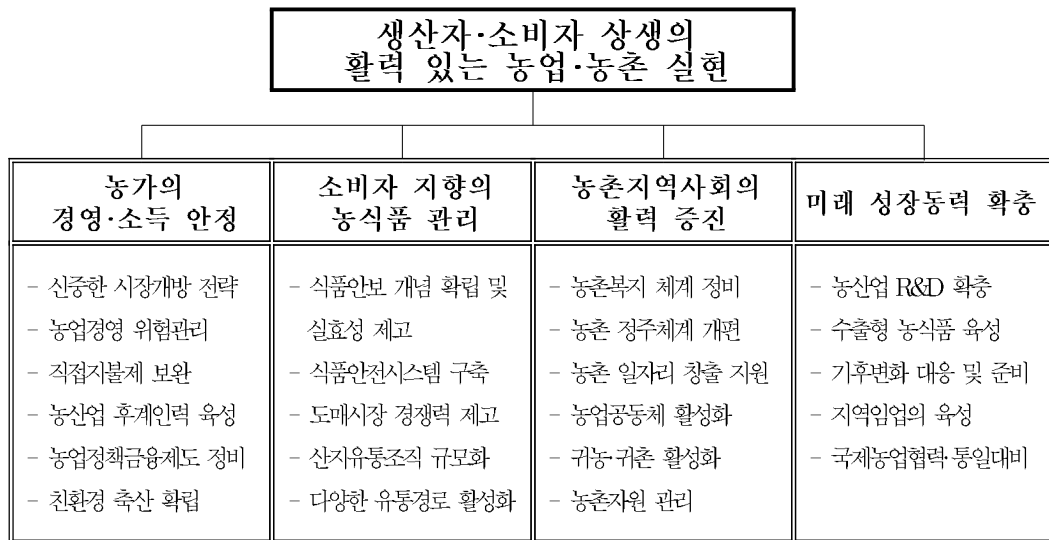 생산자·소비자 상생의
활력 있는 농업·농촌 실현
농가의
경영·소득 안정
- 신중한 시장개방 전략
- 농업경영 위험관리
- 직접지불제 보완
- 농산업 후계인력 육성
- 농업정책금융제도 정비
- 친환경 축산 확립
소비자 지향의
농식품 관리
- 식품안보 개념 확립 및
실효성 제고
- 식품안전시스템 구축
- 도매시장 경쟁력 제고
- 산지유통조직 규모화
- 다양한 유통경로 활성화
농촌지역사회의
활력 증진
- 농촌복지 체계 정비
- 농촌 정주체계 개편
- 농촌 일자리 창출 지원
- 농업공동체 활성화
- 귀농·귀촌 활성화
- 농촌자원 관리
미래 성장동력 확충
- 농산업 R&D 확충
- 수출형 농식품 육성
- 기후변화 대응 및 준비
- 지역임업의 육성
- 국제농업협력·통일대비